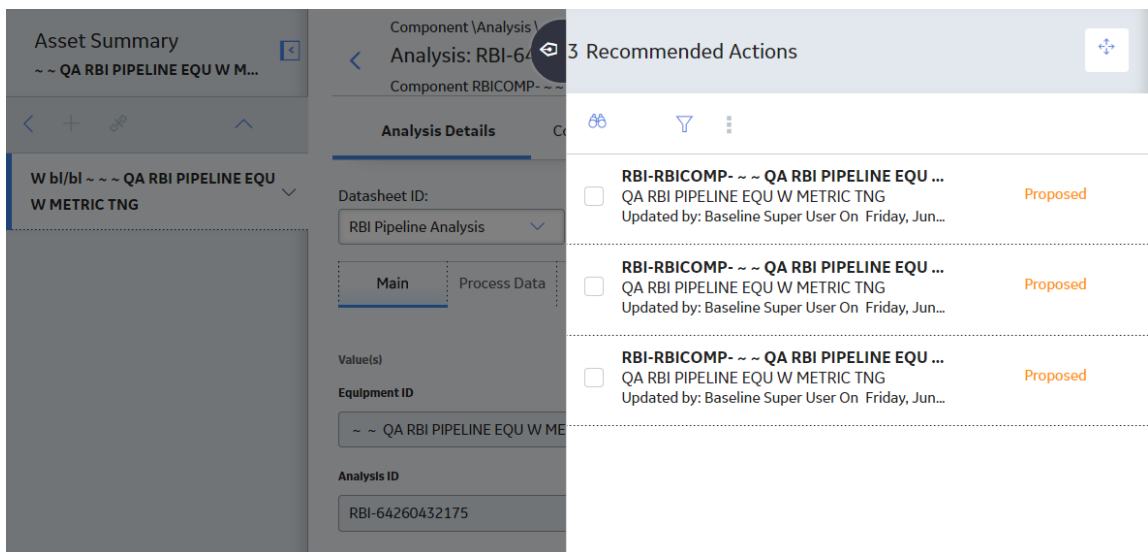 Asset Summary
~ ~ QA RBI PIPELINE EQU W M...
W bl/bl ~ ~ ~ QA RBI PIPELINE EQU
W METRIC TNG
Component \Analysis \
Analysis: RBI-64
Component RBICOMP- ~ ~
Analysis Details
Datasheet ID:
RBI Pipeline Analysis
Main Process Data
Value(s)
Equipment ID
~ ~ QA RBI PIPELINE EQU W ME
Analysis ID
RBI-64260432175
3 Recommended Actions
RBI-RBICOMP- ~ ~ QA RBI PIPELINE EQU ...
QA RBI PIPELINE EQU W METRIC TNG
Updated by: Baseline Super User On Friday, Jun...
Proposed
RBI-RBICOMP- ~ ~ QA RBI PIPELINE EQU ...
QA RBI PIPELINE EQU W METRIC TNG
Updated by: Baseline Super User On Friday, Jun...
Proposed
RBI-RBICOMP- ~ ~ QA RBI PIPELINE EQU ...
QA RBI PIPELINE EQU W METRIC TNG
Updated by: Baseline Super User On Friday, Jun...
Proposed